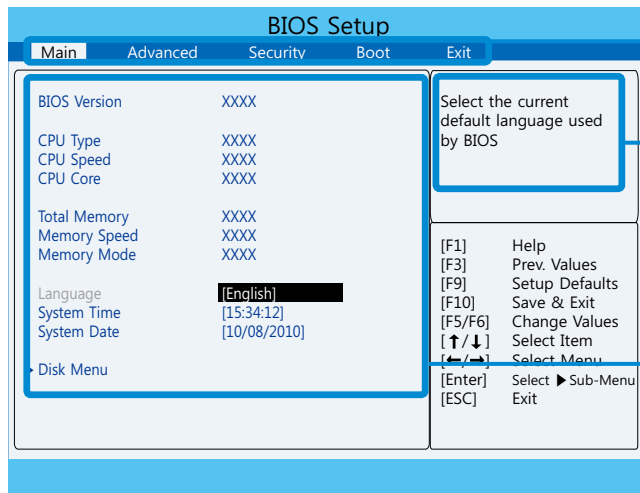 BIOS Setup
Main Advanced Security Boot Exit
BIOS Version XXXX
CPU Type XXXX
CPU Speed XXXX
CPU Core XXXX
Total Memory XXXX
Memory Speed XXXX
Memory Mode XXXX
Language [English]
System Time [15:34:12]
System Date [10/08/2010]
Disk Menu
Select the current
default language used
by BIOS
[F1] Help
[F3] Prev. Values
[F9] Setup Defaults
[F10] Save & Exit
[F5/F6] Change Values
[↑/↓] Select Item
[←/→] Select Menu
[Enter] Select ▶ Sub-Menu
[ESC] Exit